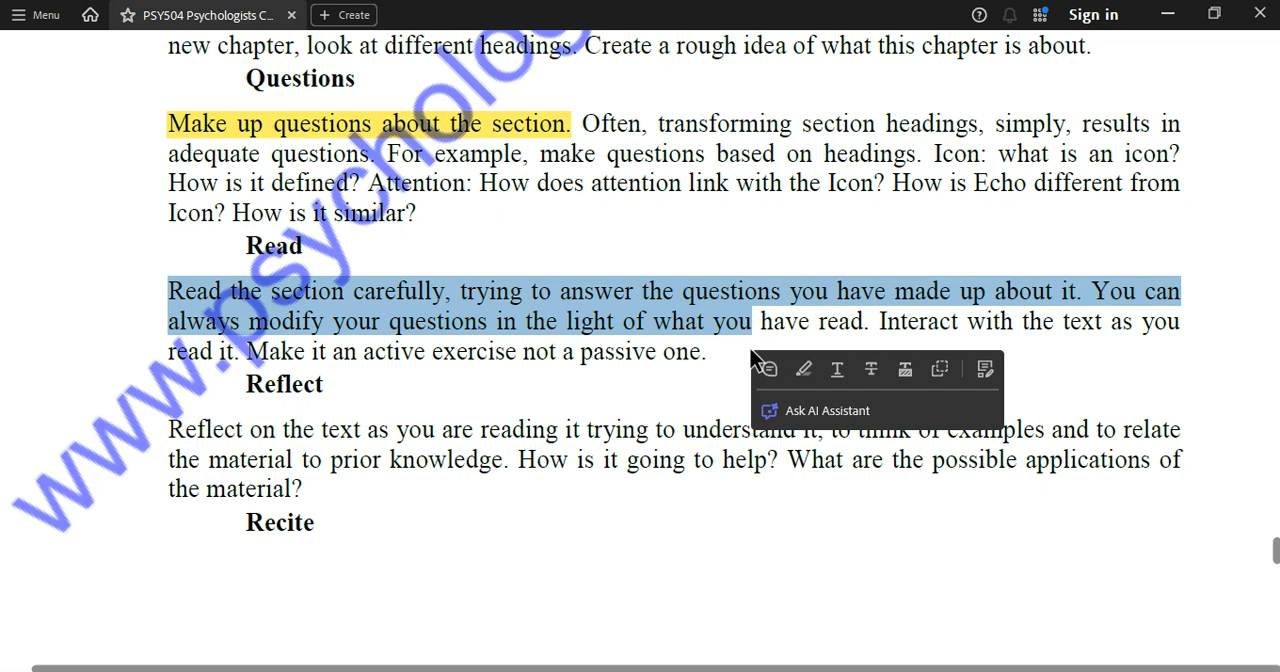 Menu
PSY504 Psychologists C...
Create
Sign in
new chapter, look at different headings. Create a rough idea of what this chapter is about.
Questions
Make up questions about the section. Often, transforming section headings, simply, results in
adequate questions. For example, make questions based on headings. Icon: what is an icon?
How is it defined? Attention: How does attention link with the Icon? How is Echo different from
Icon? How is it similar?
Read
Read the section carefully, trying to answer the questions you have made up about it. You can
always modify your questions in the light of what you have read. Interact with the text as you
read it. Make it an active exercise not a passive one.
Ask AI Assistant
Reflect
Reflect on the text as you are reading it trying to understand it, to think of examples and to relate
the material to prior knowledge. How is it going to help? What are the possible applications of
the material?
Recite
www.psycholog